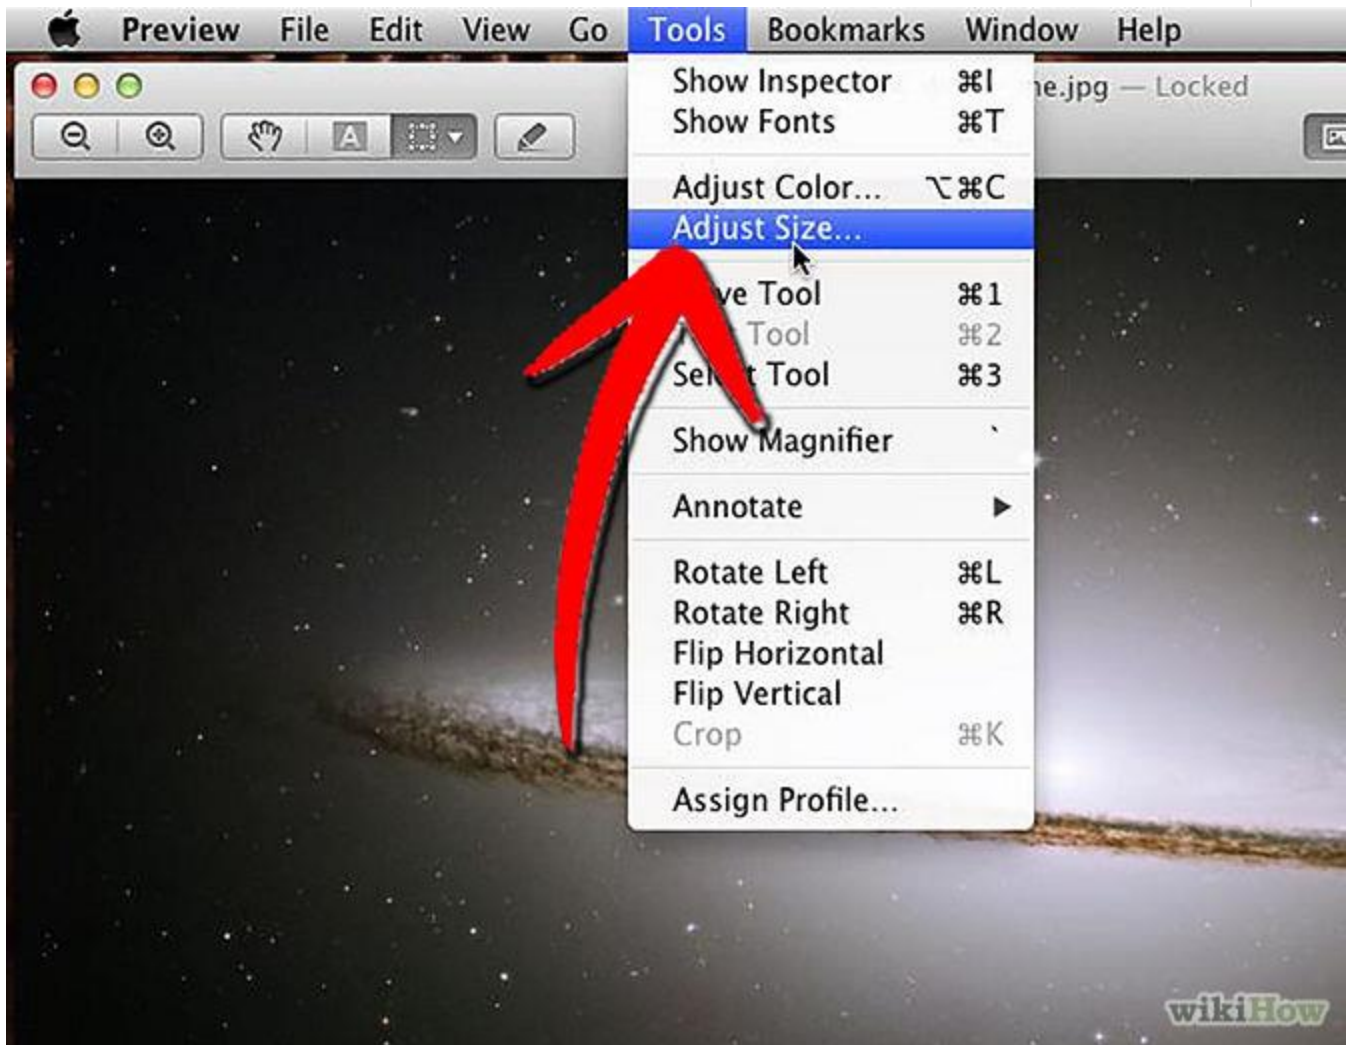 Preview File Edit View Go Tools Bookmarks Window Help
Show Inspector ⌘I
Show Fonts ⌘T
Adjust Color... ⌥⌘C
Adjust Size...
Tool ⌘1
Tool ⌘2
Select Tool ⌘3
Show Magnifier `
Annotate ▶
Rotate Left ⌘L
Rotate Right ⌘R
Flip Horizontal
Flip Vertical
Crop ⌘K
Assign Profile...
— Locked
A
wikiHow